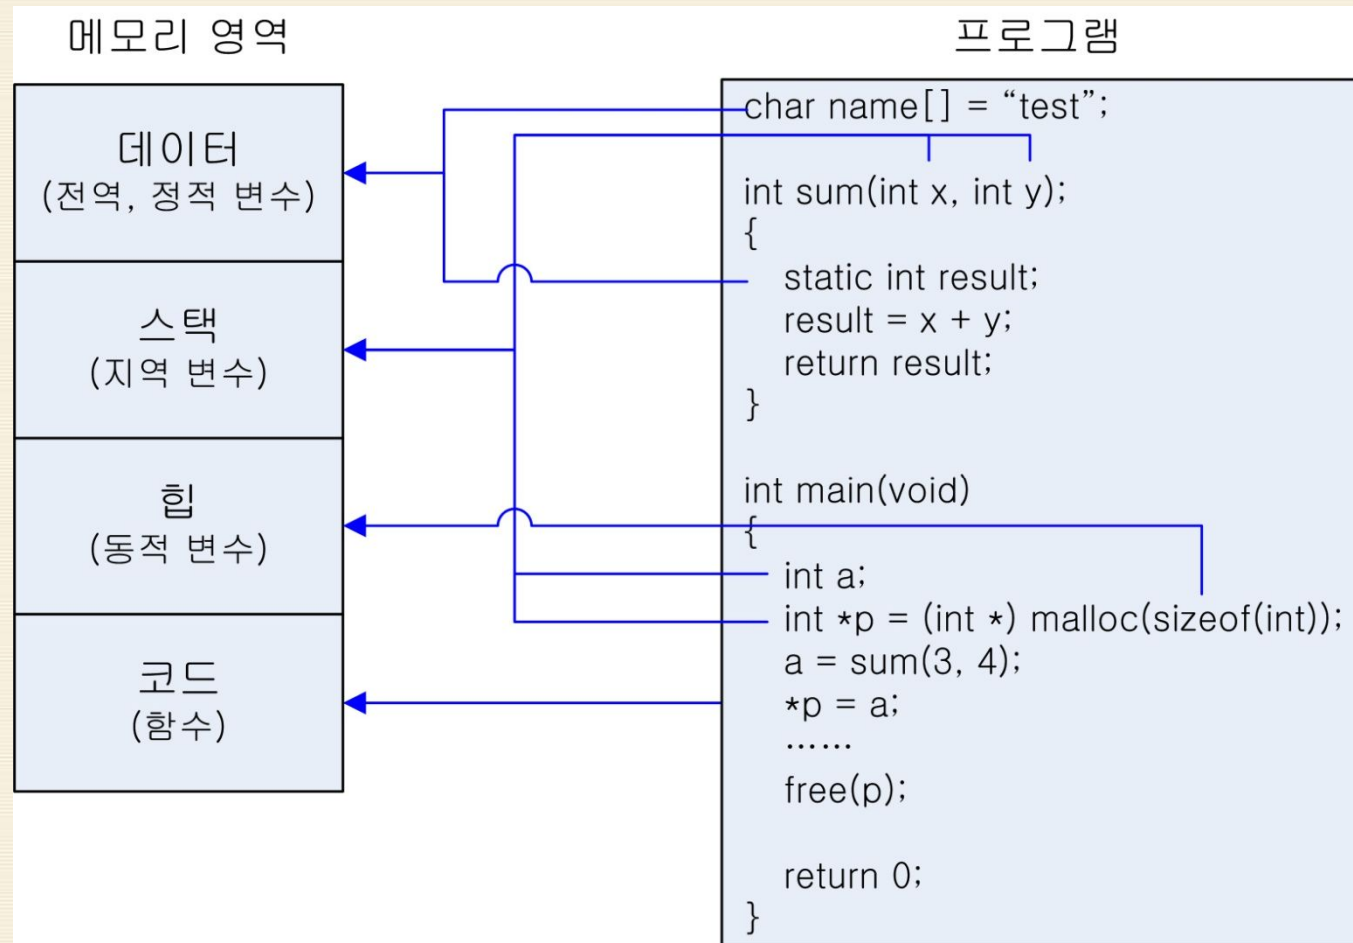 메모리 영역
데이터
(전역, 정적 변수)
스택
(지역 변수)
힙
(동적 변수)
코드
(함수)
프로그램
char name[] = “test”;
int sum(int x, int y);
{
static int result;
result = x + y;
return result;
}
int main(void)
{
int a;
int *p = (int *) malloc(sizeof(int));
a = sum(3, 4);
*p = a;
……
free(p);
return 0;
}